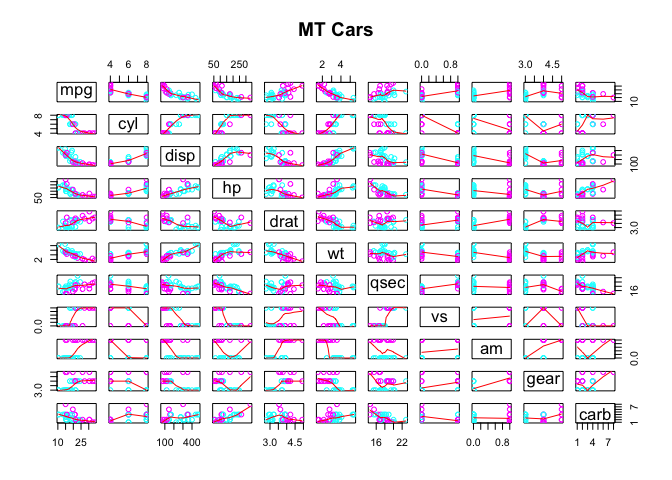 MT Cars
4 6 8 50 250 2 4 0.0 0.8 3.0 4.5
mpg 10
4 8 cyl
disp 100
50 hp
drat 3.0
2 wt
qsec 16
0.0 vs
am 0.0
3.0 gear
carb 1 7
10 25 100 400 3.0 4.5 16 22 0.0 0.8 1 4 7